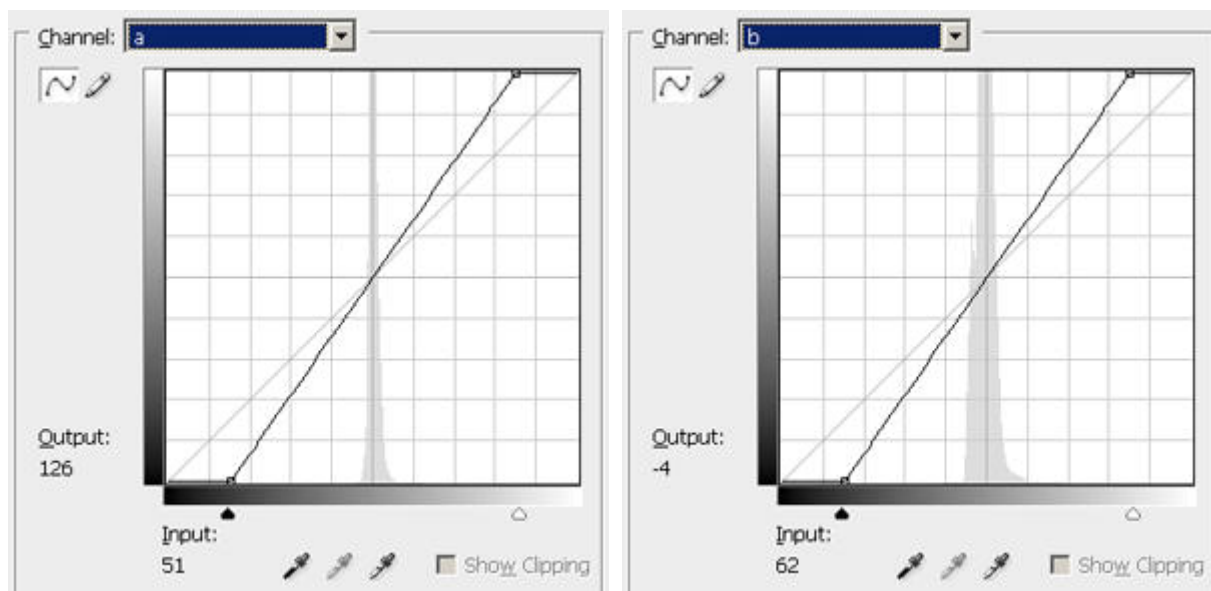 Channel: a
Output:
126
Input:
51
Show Clipping
Channel: b
Output:
-4
Input:
62
Show Clipping